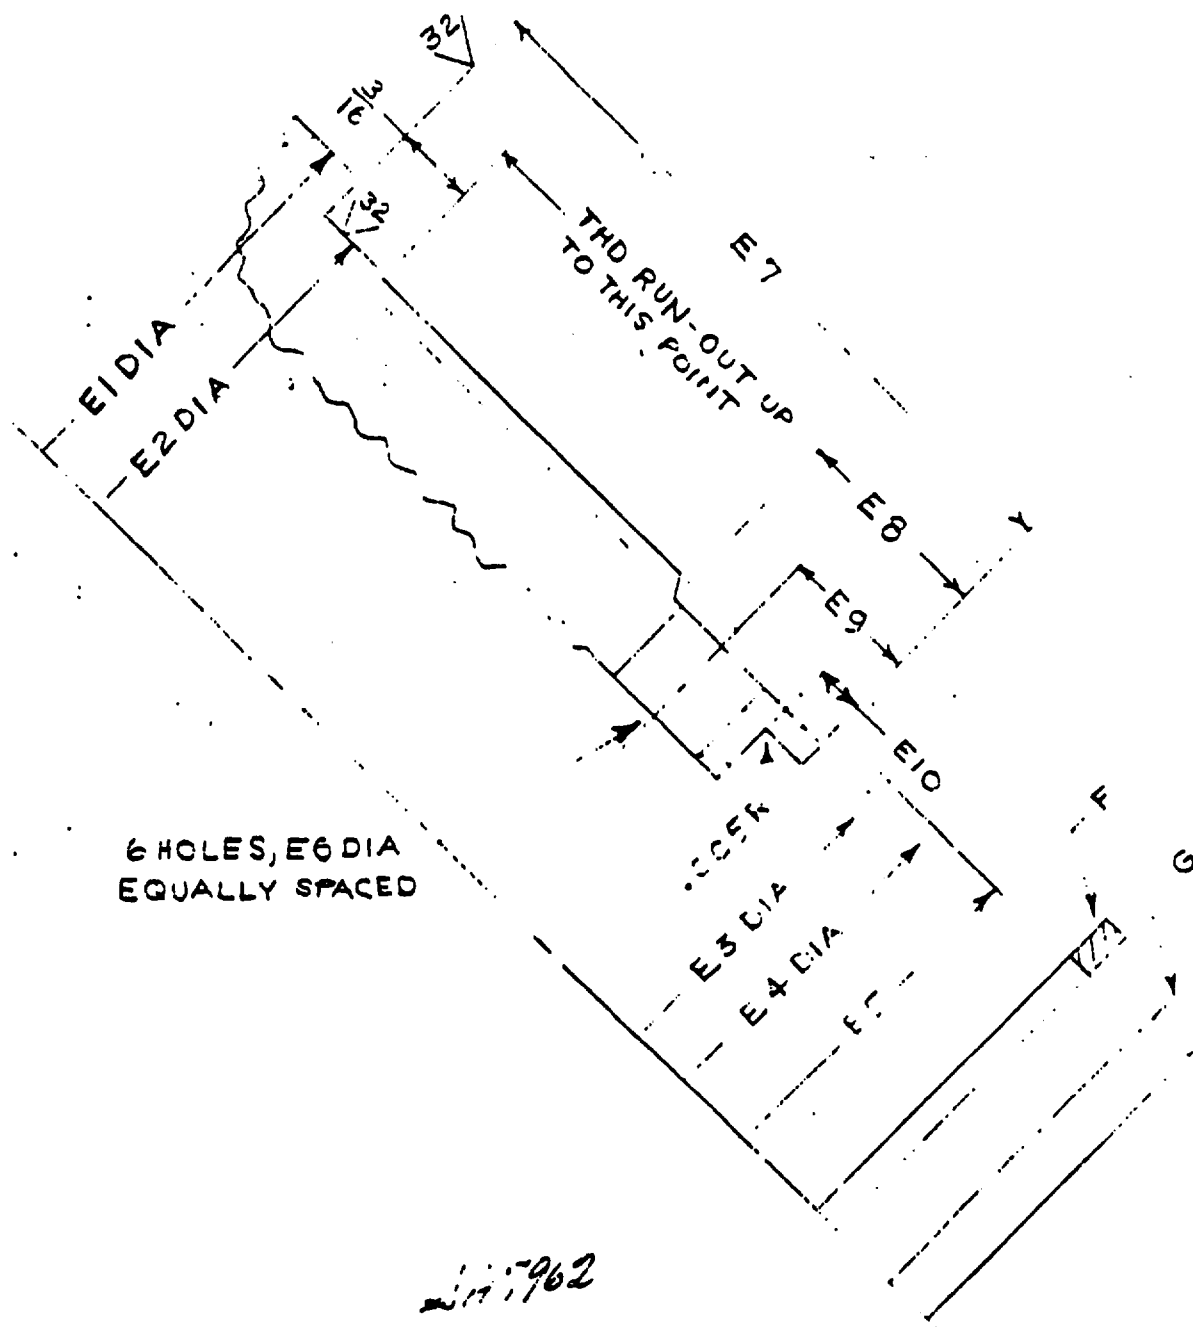 32
3/16
32
E7
THD RUN-OUT UP
TO THIS POINT
E1 DIA
E2 DIA
E8
Y
E9
E10
F
G
6 HOLES, E6 DIA
EQUALLY SPACED
E3 DIA
E4 DIA